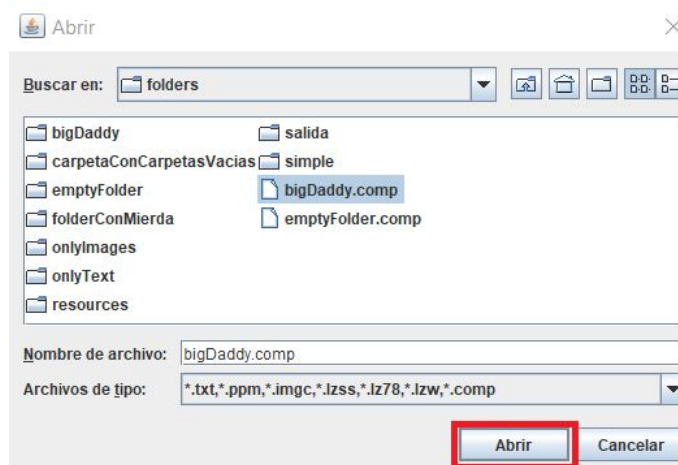 Abrir
Buscar en: folders
bigDaddy
carpetaConCarpetasVacias
emptyFolder
folderConMierda
onlyImages
onlyText
resources
salida
simple
bigDaddy.comp
emptyFolder.comp
Nombre de archivo: bigDaddy.comp
Archivos de tipo: *.txt,*.ppm,*.imgc,*.lzss,*.lz78,*.lzw,*.comp
Abrir Cancelar